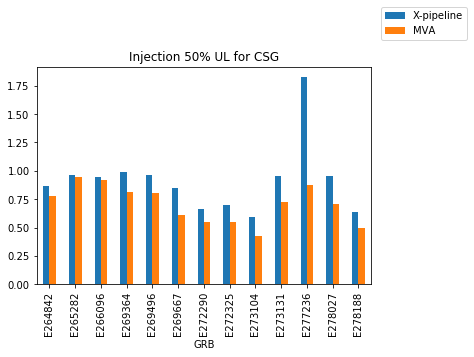 X-pipeline
MVA
Injection 50% UL for CSG
1.75
1.50
1.25
1.00
0.75
0.50
0.25
0.00
E264842
E265282
E266096
E269364
E269496
E269667
E272290
E272325
E273104
E273131
E277236
E278027
E278188
GRB